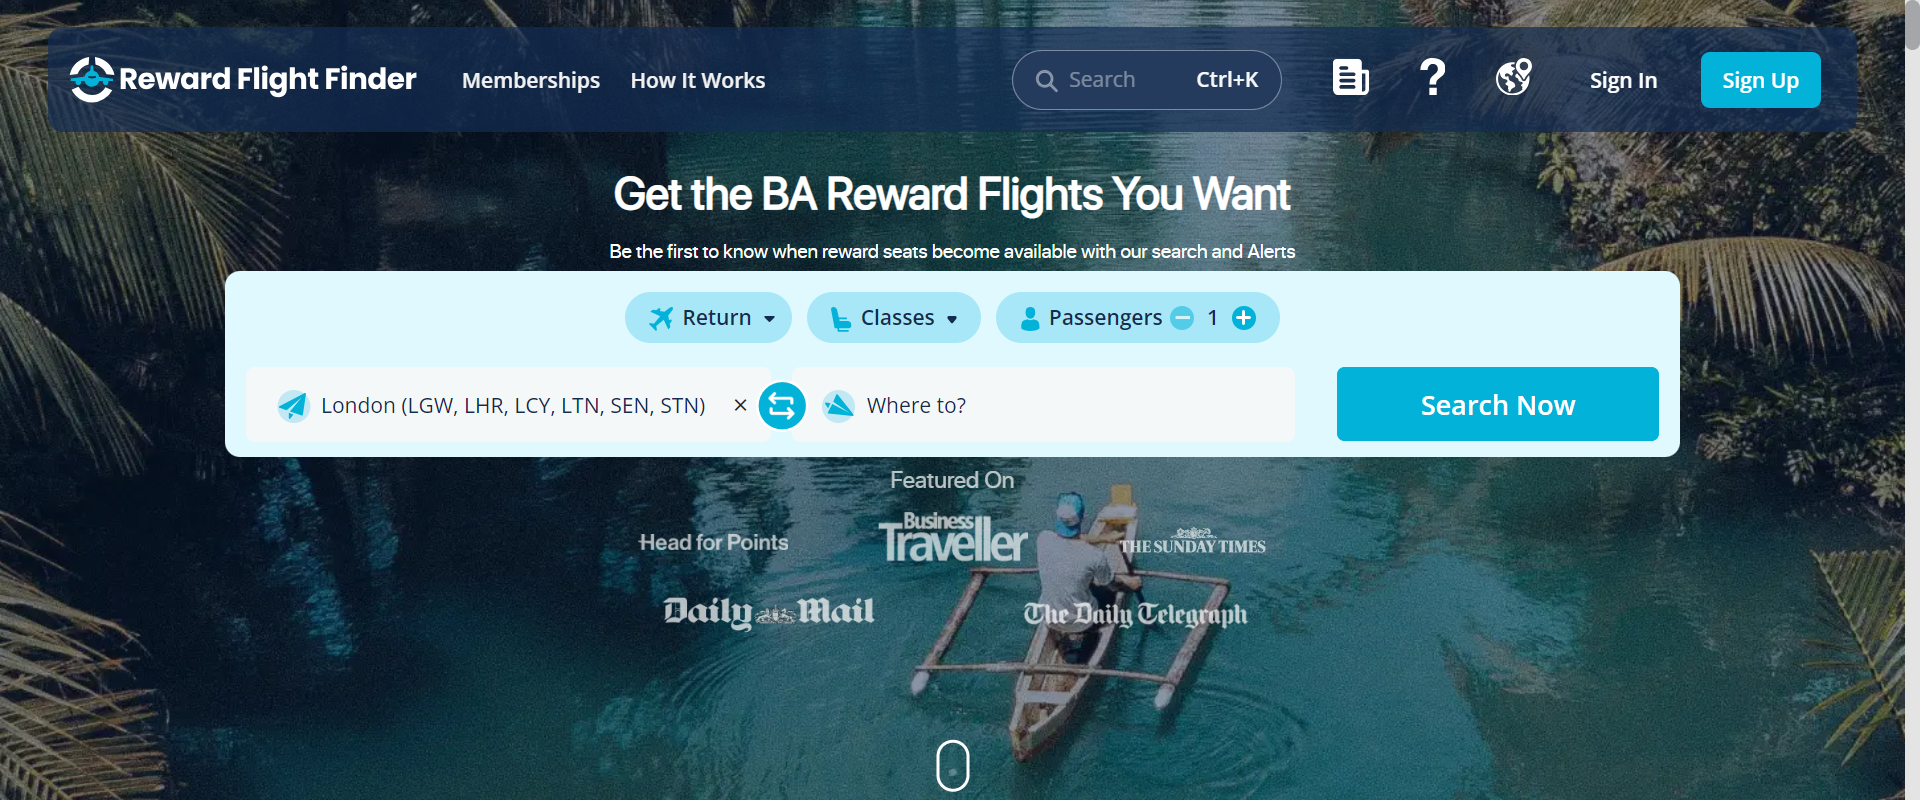 Reward Flight Finder
Memberships
How It Works
Search
Ctrl+K
Sign In
Sign Up
Get the BA Reward Flights You Want
Be the first to know when reward seats become available with our search and Alerts
Return
Classes
Passengers
1
London (LGW, LHR, LCY, LTN, SEN, STN)
Where to?
Search Now
Featured On
Head for Points
Business
Traveller
THE SUNDAY TIMES
Daily Mail
The Daily Telegraph